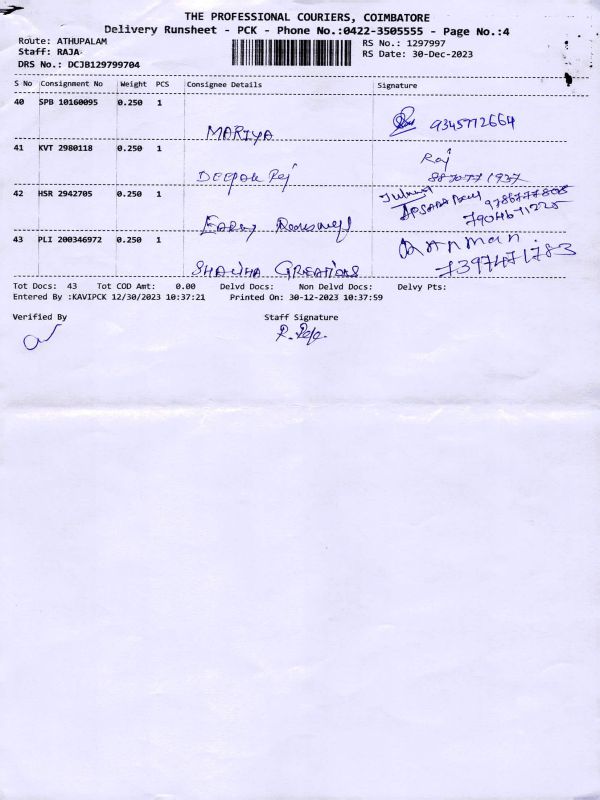 THE PROFESSIONAL COURIERS, COIMBATORE
Delivery Runsheet - PCK - Phone No.:0422-3505555 - Page No.:4
Route: ATHUPALAM RS No.: 1297997
Staff: RAJA RS Date: 30-Dec-2023
DRS No.: DCJB129799704
S No Consignment No Weight PCS Consignee Details Signature
40 SPB 10160095 0.250 1
MARIYA 9345772664
41 KVT 2980118 0.250 1 Raj
DEEPAK Raj
42 HSR 2942705 0.250 1
7904671225
43 PLI 200346972 0.250 1
SHALIHA CREATIONS 7397471783
Tot Docs: 43 Tot COD Amt: 0.00 Delvd Docs: Non Delvd Docs: Delvy Pts:
Entered By :KAVIPCK 12/30/2023 10:37:21 Printed On: 30-12-2023 10:37:59
Verified By Staff Signature